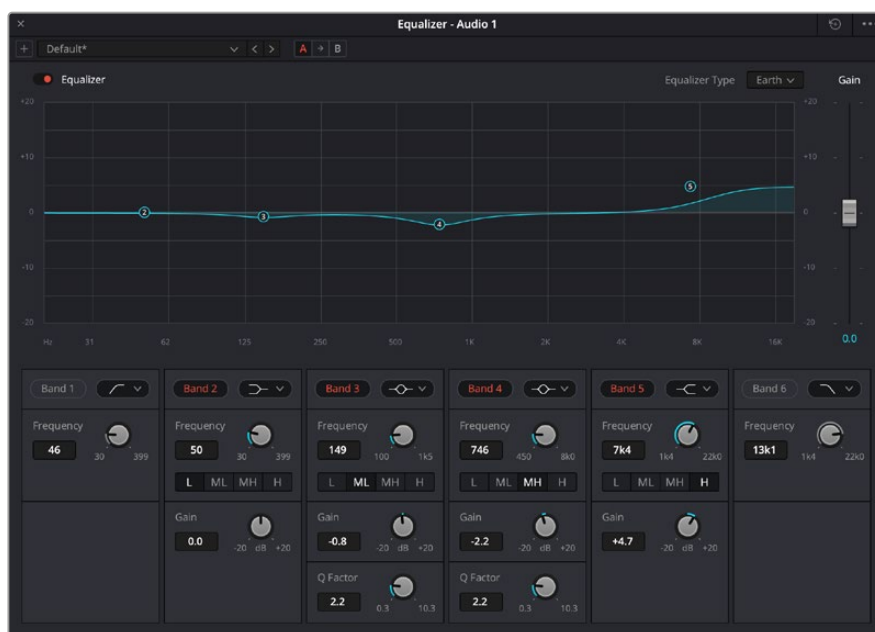 Equalizer - Audio 1
Default*
A B
Equalizer Equalizer Type Earth Gain
+20 +20
+10 +10
0 0
-10 -10
-20 -20
Hz 31 62 125 250 500 1K 2K 4K 8K 16K 0.0
2 3 4 5
Band 1 Band 2 Band 3 Band 4 Band 5 Band 6
Frequency Frequency Frequency Frequency Frequency Frequency
46 50 149 746 7k4 13k1
30 399 30 399 100 1k5 450 8k0 1k4 22k0 1k4 22k0
L ML MH H L ML MH H L ML MH H L ML MH H
Gain Gain Gain Gain
0.0 -0.8 -2.2 +4.7
-20 dB +20 -20 dB +20 -20 dB +20 -20 dB +20
Q Factor Q Factor
2.2 2.2
0.3 10.3 0.3 10.3